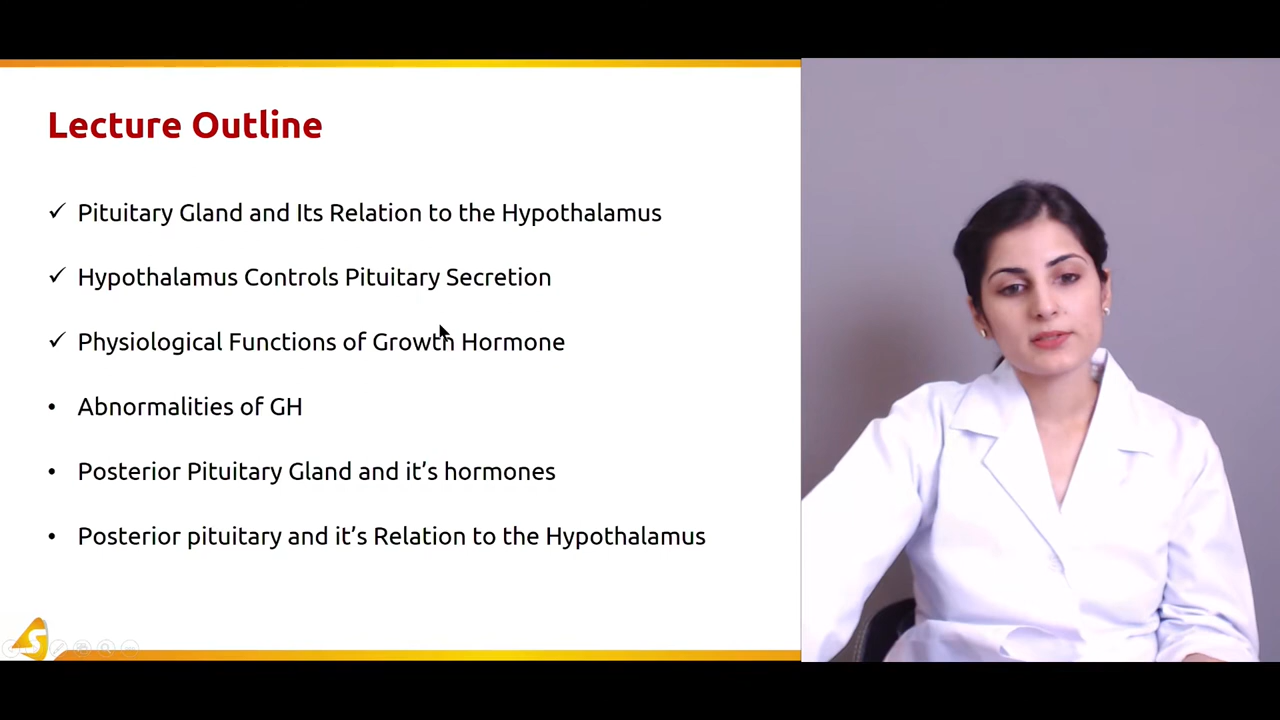 Lecture Outline
✓ Pituitary Gland and Its Relation to the Hypothalamus
✓ Hypothalamus Controls Pituitary Secretion
✓ Physiological Functions of Growth Hormone
• Abnormalities of GH
• Posterior Pituitary Gland and it’s hormones
• Posterior pituitary and it’s Relation to the Hypothalamus
S